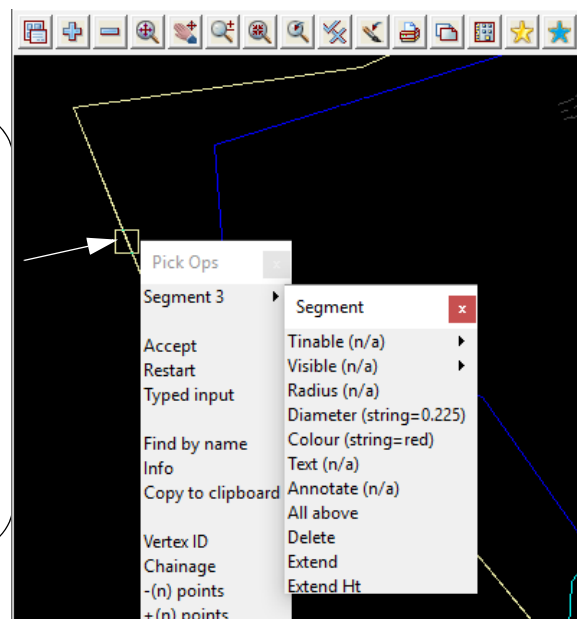 Pick Ops
x
Segment 3
Accept
Restart
Typed input
Find by name
Info
Copy to clipboard
Vertex ID
Chainage
-(n) points
+(n) points
Segment
x
Tinable (n/a)
Visible (n/a)
Radius (n/a)
Diameter (string=0.225)
Colour (string=red)
Text (n/a)
Annotate (n/a)
All above
Delete
Extend
Extend Ht